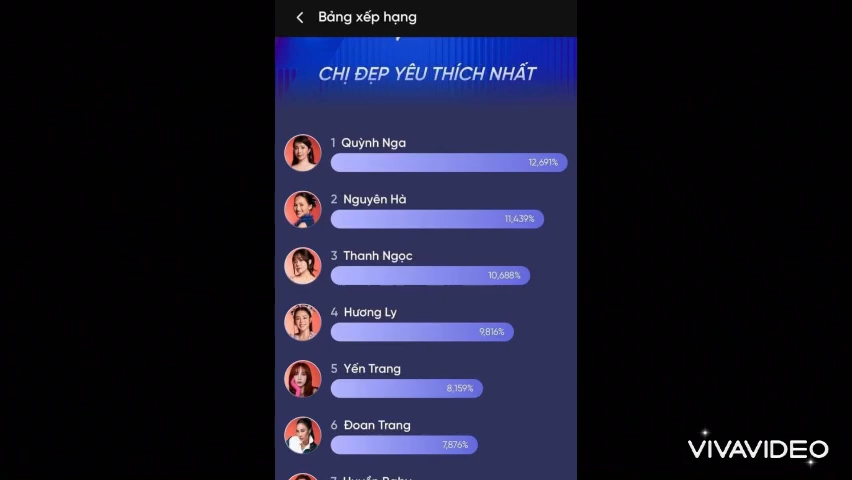 Bảng xếp hạng
CHỊ ĐẸP YÊU THÍCH NHẤT
1 Quỳnh Nga
12,691%
2 Nguyên Hà
11,439%
3 Thanh Ngọc
10,688%
4 Hương Ly
9,816%
5 Yến Trang
8,159%
6 Đoan Trang
7,876%
VIVAVIDEO